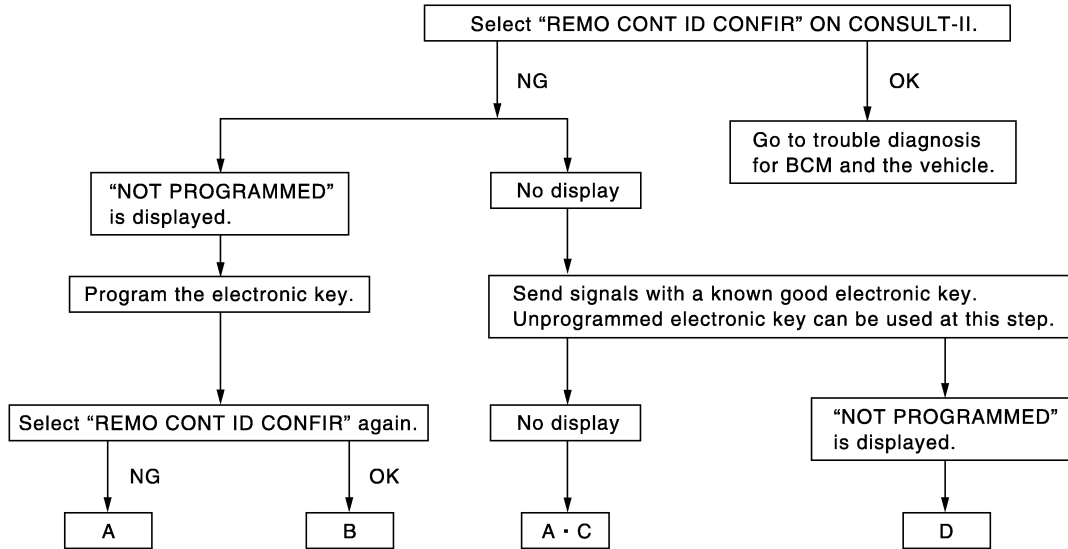 Select “REMO CONT ID CONFIR” ON CONSULT-II.
NG
OK
Go to trouble diagnosis
for BCM and the vehicle.
“NOT PROGRAMMED”
is displayed.
No display
Program the electronic key.
Send signals with a known good electronic key.
Unprogrammed electronic key can be used at this step.
Select “REMO CONT ID CONFIR” again.
No display
“NOT PROGRAMMED”
is displayed.
NG
OK
A
B
A · C
D